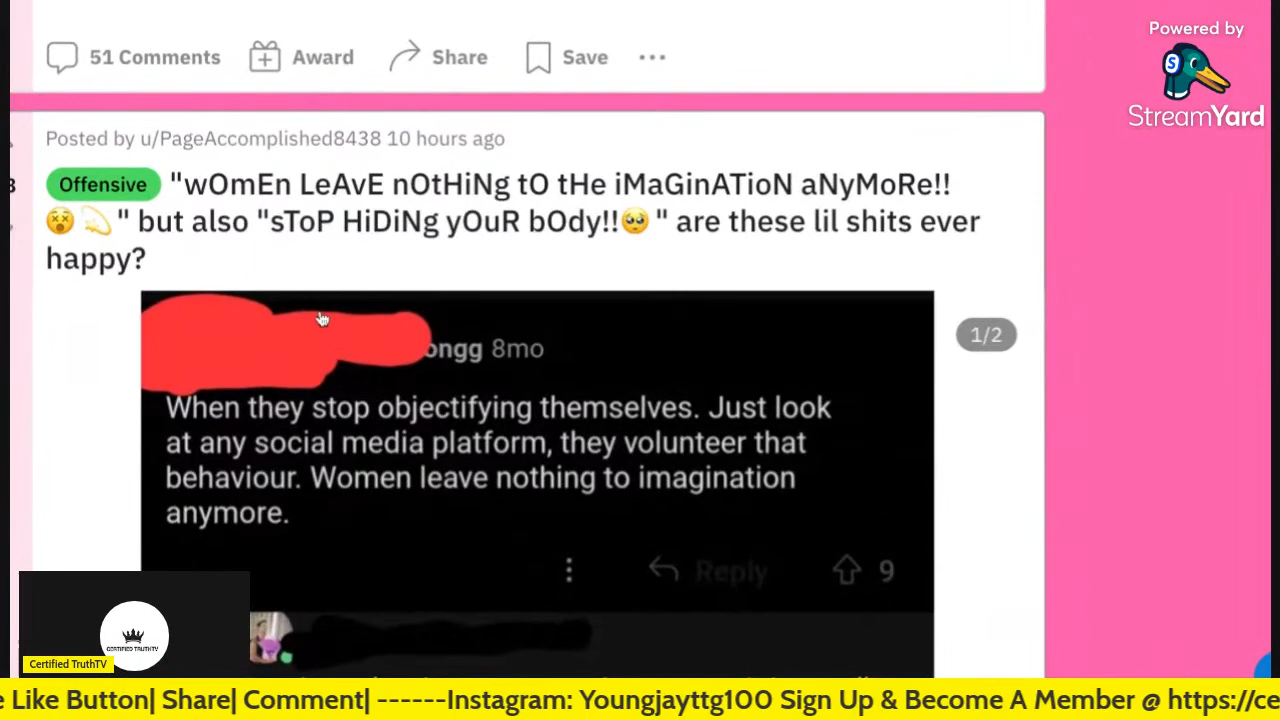 Powered by
StreamYard
51 Comments Award Share Save
Posted by u/PageAccomplished8438 10 hours ago
Offensive "wOmEn LeAvE nOtHiNg tO tHe iMaGinATioN aNyMoRe!!
😵💫" but also "sToP HiDiNg yOuR bOdy!!🥺" are these lil shits ever
happy?
1/2
ongg 8mo
When they stop objectifying themselves. Just look
at any social media platform, they volunteer that
behaviour. Women leave nothing to imagination
anymore.
Reply 9
CERTIFIED TRUTHTV
Certified TruthTV
e Like Button| Share| Comment| ------Instagram: Youngjayttg100 Sign Up & Become A Member @ https://ce